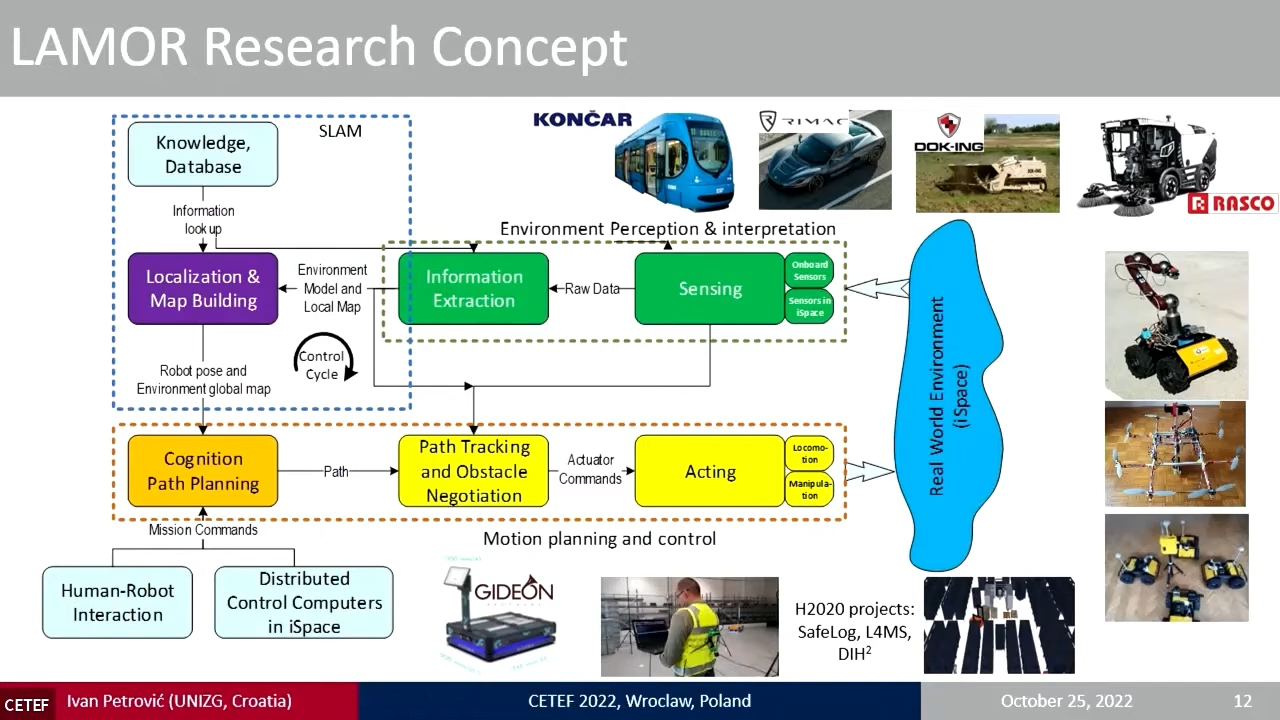 LAMOR Research Concept
SLAM
Knowledge,
Database
Information
look up
KONČAR
RIMAC
DOK-ING
RASCO
Environment Perception & interpretation
Localization &
Map Building
Environment
Model and
Local Map
Information
Extraction
Raw Data
Sensing
Onboard
Sensors
Sensors in
iSpace
Control
Cycle
Robot pose and
Environment global map
Real World Environment
(iSpace)
Cognition
Path Planning
Path
Path Tracking
and Obstacle
Negotiation
Actuator
Commands
Acting
Locomo-
tion
Manipula-
tion
Mission Commands
Motion planning and control
Human-Robot
Interaction
Distributed
Control Computers
in iSpace
GIDEON
H2020 projects:
SafeLog, L4MS,
DIH²
CETEF
Ivan Petrović (UNIZG, Croatia)
CETEF 2022, Wroclaw, Poland
October 25, 2022
12